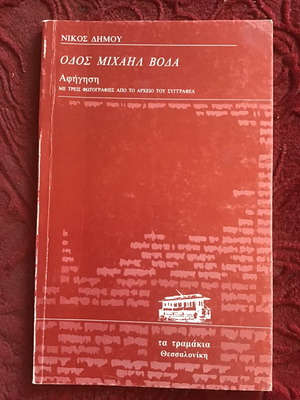 ΝΙΚΟΣ ΔΗΜΟΥ
ΟΔΟΣ ΜΙΧΑΗΛ ΒΟΔΑ
Αφήγηση
ΜΕ ΤΡΕΙΣ ΦΩΤΟΓΡΑΦΙΕΣ ΑΠΟ ΤΟ ΑΡΧΕΙΟ ΤΟΥ ΣΥΓΓΡΑΦΕΑ
τα τραμάκια
Θεσσαλονίκη